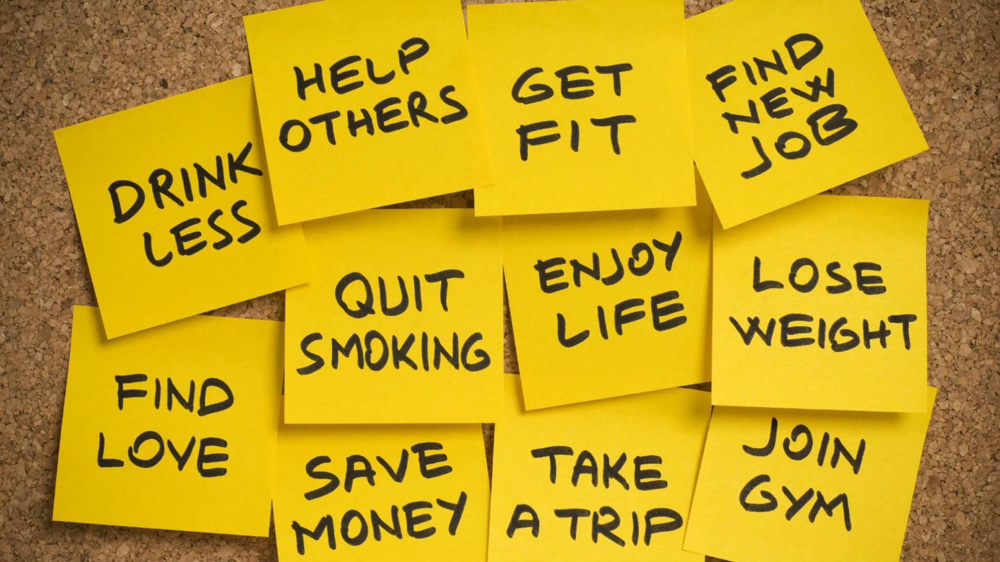 HELP
OTHERS
GET
FIT
FIND
NEW
JOB
DRINK
LESS
QUIT
SMOKING
ENJOY
LIFE
LOSE
WEIGHT
FIND
LOVE
SAVE
MONEY
TAKE
A TRIP
JOIN
GYM